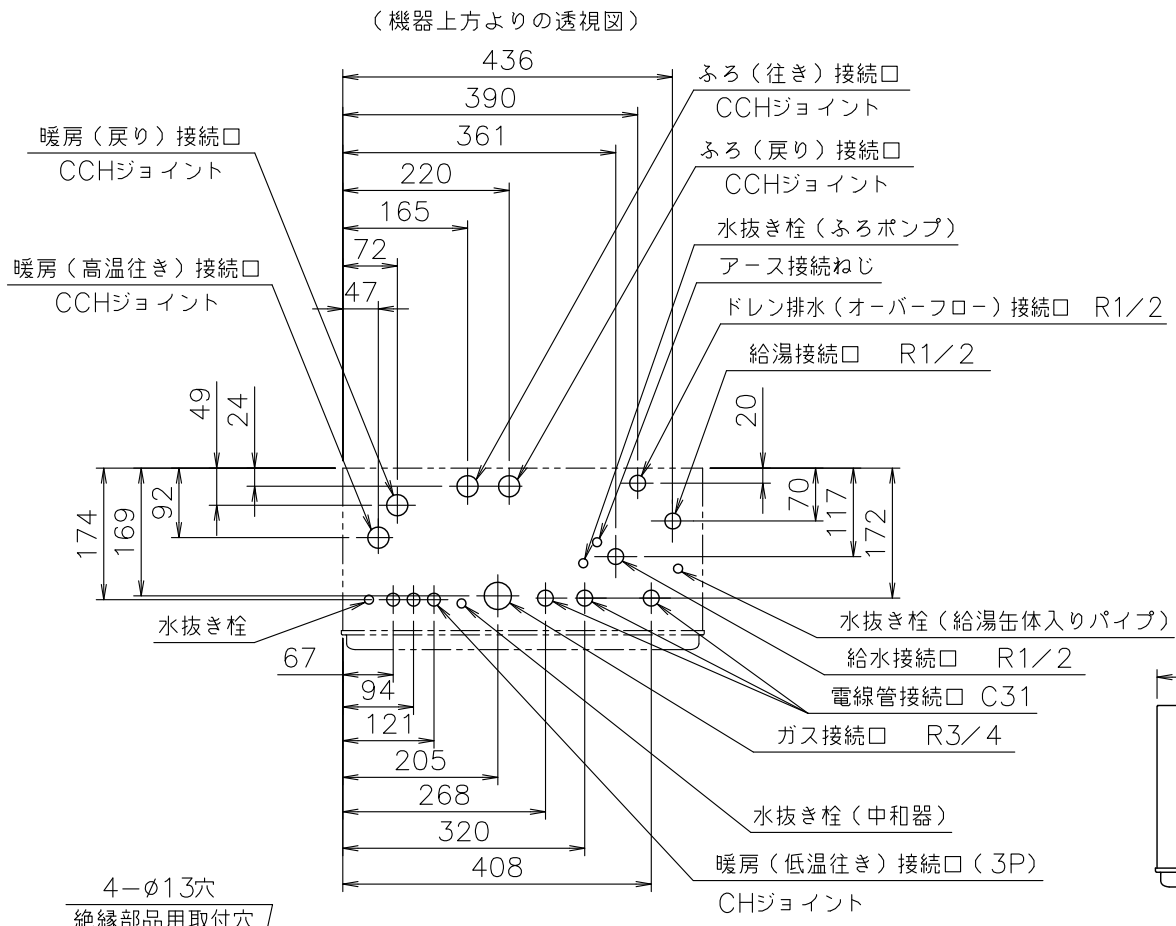 （機器上方よりの透視図）
436
ふろ（往き）接続口
CCHジョイント
390
暖房（戻り）接続口
CCHジョイント
361
ふろ（戻り）接続口
CCHジョイント
220
165
水抜き栓（ふろポンプ）
72
アース接続ねじ
暖房（高温往き）接続口
CCHジョイント
47
ドレン排水（オーバーフロー）接続口 R1/2
給湯接続口 R1/2
49
24
20
174
169
92
70
117
172
水抜き栓
水抜き栓（給湯缶体入りパイプ）
67
給水接続口 R1/2
94
電線管接続口 C31
121
ガス接続口 R3/4
205
268
水抜き栓（中和器）
320
暖房（低温往き）接続口（3P）
CHジョイント
408
4-φ13穴
絶縁部品用取付穴